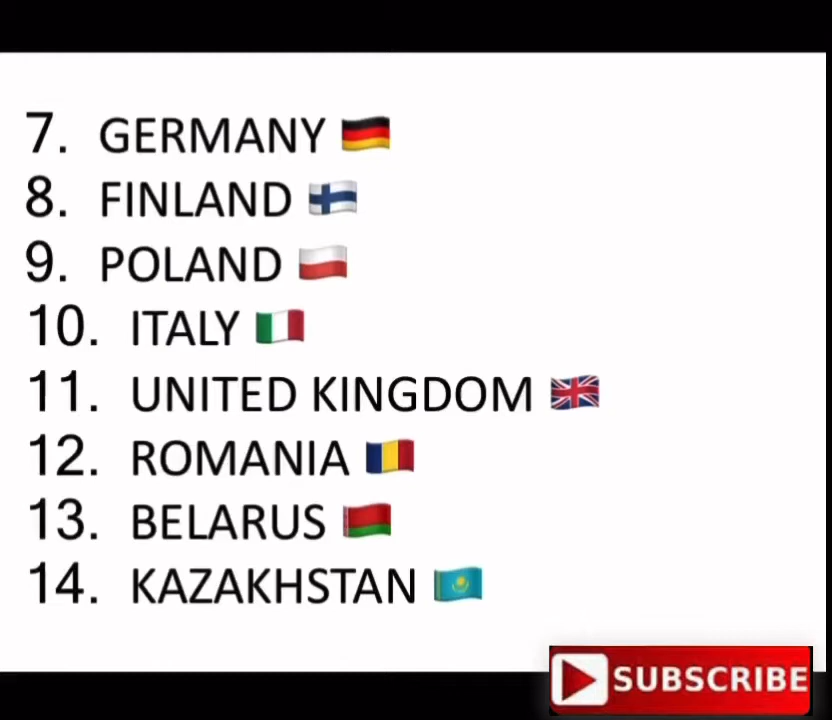 7. GERMANY 🇩🇪
8. FINLAND 🇫🇮
9. POLAND 🇵🇱
10. ITALY 🇮🇹
11. UNITED KINGDOM 🇬🇧
12. ROMANIA 🇷🇴
13. BELARUS 🇧🇾
14. KAZAKHSTAN 🇰🇿
SUBSCRIBE